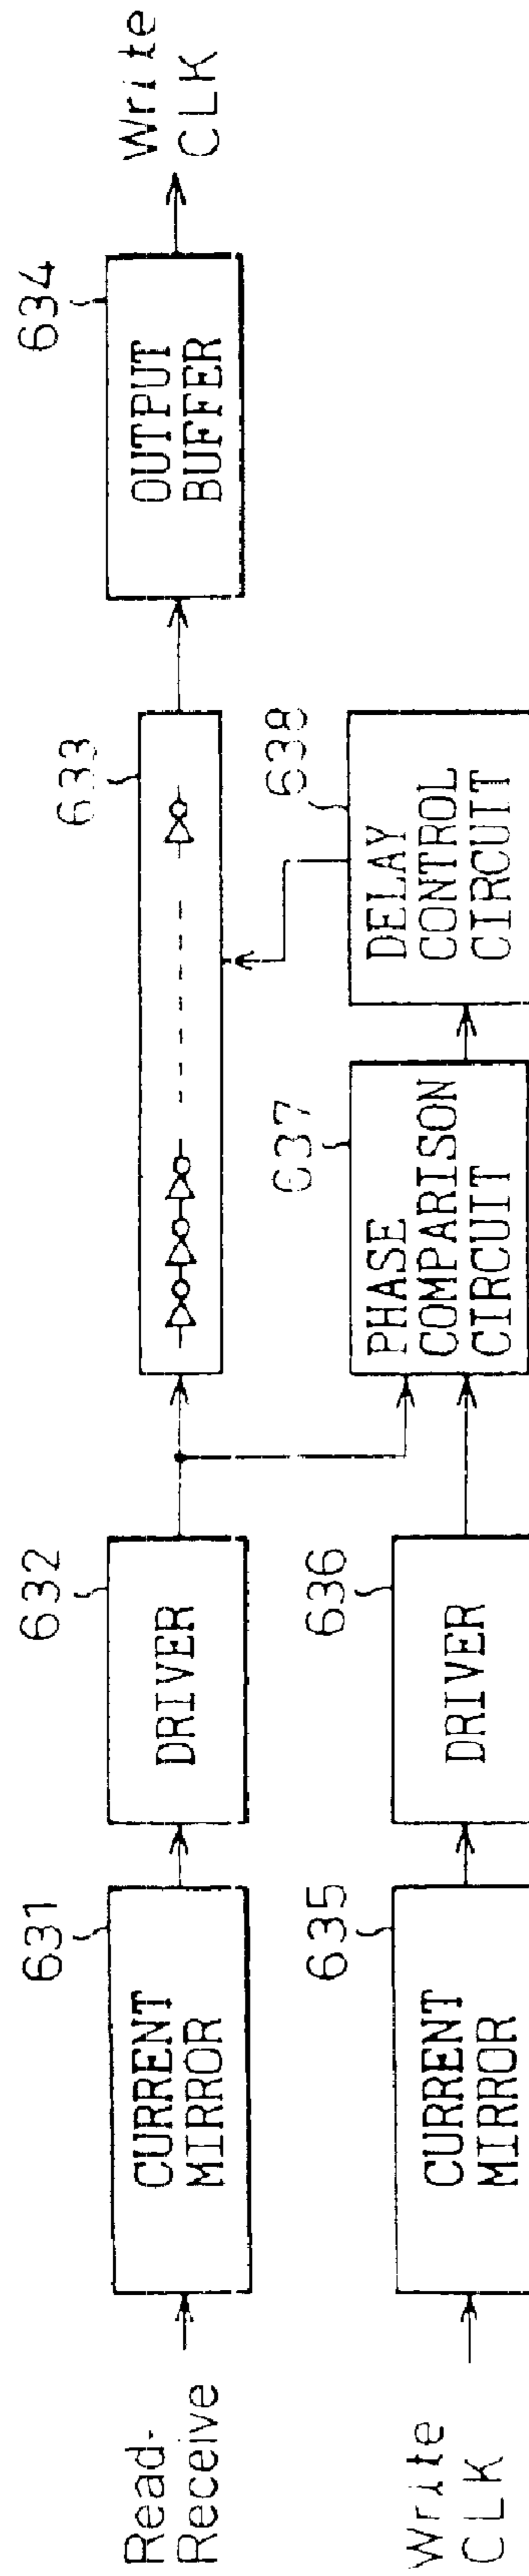 Read-
Receive
631
CURRENT
MIRROR
632
DRIVER
633
634
OUTPUT
BUFFER
Write
CLK
Write
CLK
635
CURRENT
MIRROR
636
DRIVER
637
PHASE
COMPARISON
CIRCUIT
638
DELAY
CONTROL
CIRCUIT